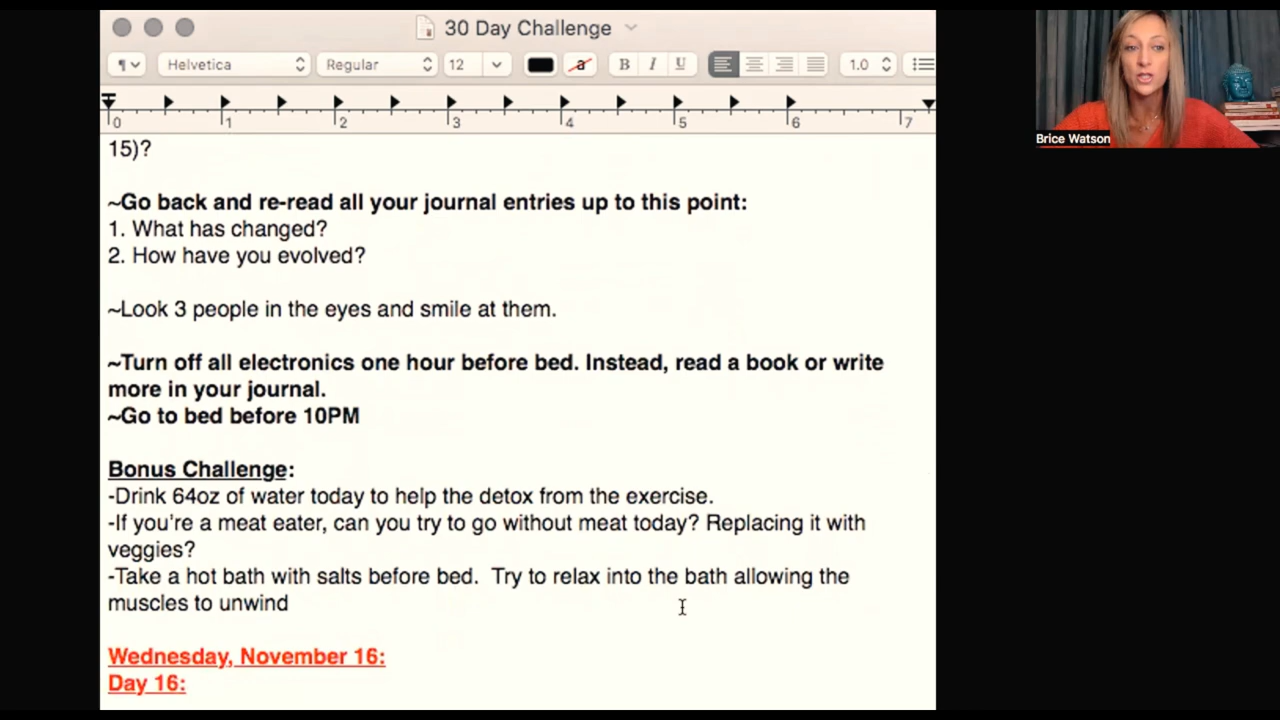 30 Day Challenge
¶ Helvetica Regular 12 a B I U 1.0
0 1 2 3 4 5 6 7
15)?
~Go back and re-read all your journal entries up to this point:
1. What has changed?
2. How have you evolved?
~Look 3 people in the eyes and smile at them.
~Turn off all electronics one hour before bed. Instead, read a book or write
more in your journal.
~Go to bed before 10PM
Bonus Challenge:
-Drink 64oz of water today to help the detox from the exercise.
-If you're a meat eater, can you try to go without meat today? Replacing it with
veggies?
-Take a hot bath with salts before bed.  Try to relax into the bath allowing the
muscles to unwind
Wednesday, November 16:
Day 16:
Brice Watson